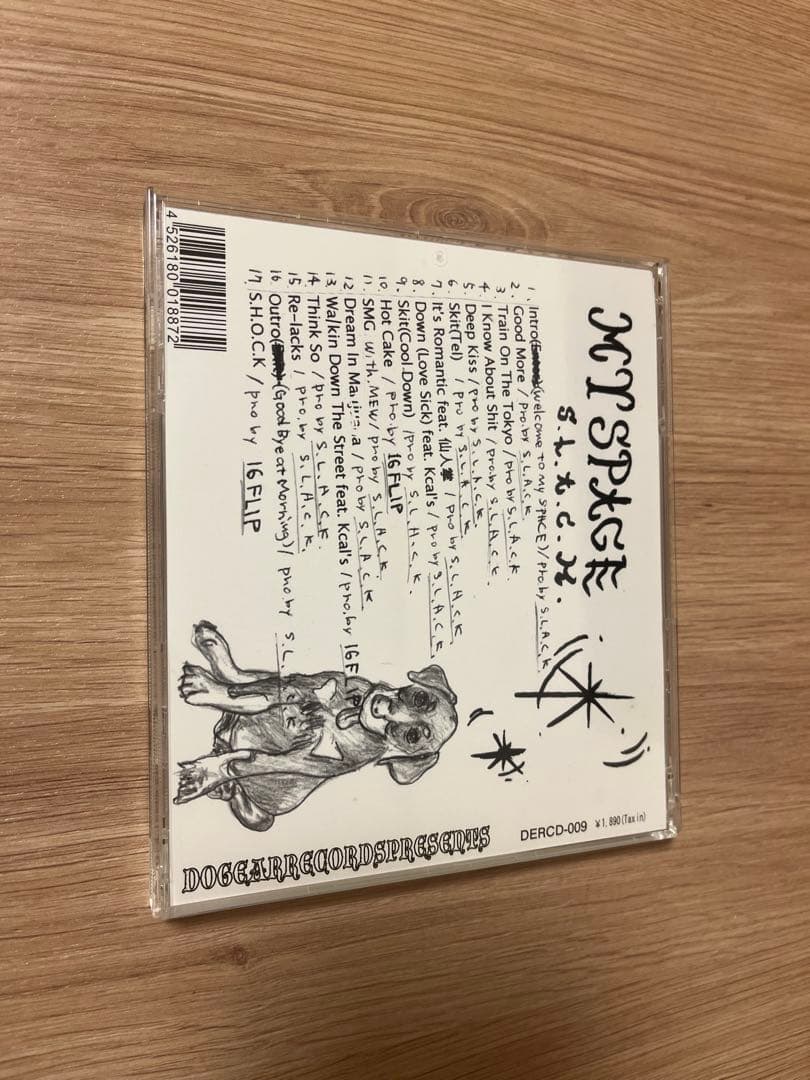 MY SPACE
S.L.A.C.K.
1. Intro (welcome to my SPACE) / Pro.by S.L.A.C.K.
2. Good More / Pro.by S.L.A.C.K.
3. Train On The Tokyo / pro by S.L.A.C.K
4. I Know About Shit / pro.by S.L.A.C.K.
5. Deep Kiss / pro by S.L.A.C.K.
6. Skit(Tel) / pro by S.L.A.C.K
7. It's Romantic feat. 仙人掌 / pro by S.L.A.C.K.
8. Down (Love Sick) feat. Kcal's / pro by S.L.A.C.K.
9. Skit(Cool Down) / pro by S.L.A.C.K.
10. Hot Cake / pro.by 16FLIP
11. SMG with.MEW / pro by S.L.A.C.K.
12. Dream In Marijuana / pro by S.L.A.C.K
13. Walkin Down The Street feat. Kcal's / pro.by 16FLIP
14. Think So / pro by S.L.A.C.K.
15. Re-lacks / pro.by S.L.A.C.K.
16. Outro (Good Bye at Morning) / pro.by S.L.A.C.K
17. S.H.O.C.K / pro by 16FLIP
DOGEARRECORDSPRESENTS
DERCD-009 ¥1,890(Tax in)
4 526180 018872